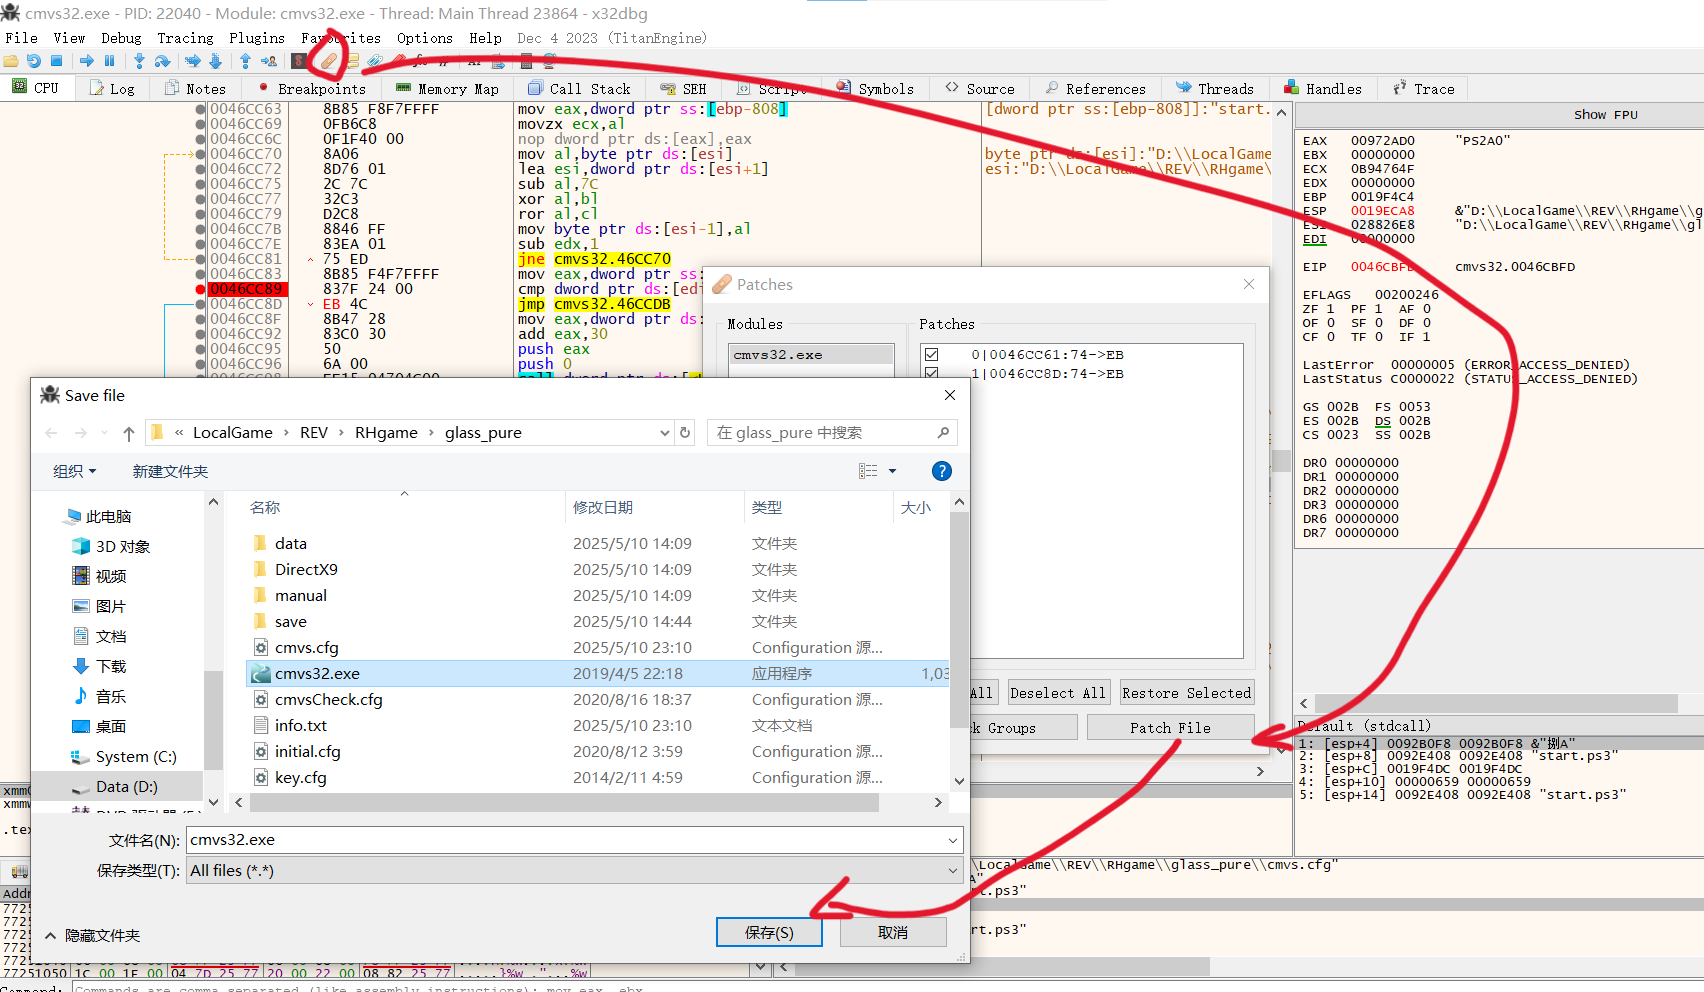 cmvs32.exe - PID: 22040 - Module: cmvs32.exe - Thread: Main Thread 23864 - x32dbg
File View Debug Tracing Plugins Favourites Options Help Dec 4 2023 (TitanEngine)
CPU Log Notes Breakpoints Memory Map Call Stack SEH Script Symbols Source References Threads Handles Trace
0046CC63 8B85 F8F7FFFF mov eax,dword ptr ss:[ebp-808] [dword ptr ss:[ebp-808]]:"start.
0046CC69 0FB6C8 movzx ecx,al
0046CC6C 0F1F40 00 nop dword ptr ds:[eax],eax
0046CC70 8A06 mov al,byte ptr ds:[esi] byte ptr ds:[esi]:"D:\\LocalGame
0046CC72 8D76 01 lea esi,dword ptr ds:[esi+1] esi:"D:\\LocalGame\\REV\\RHgame\
0046CC75 2C 7C sub al,7C
0046CC77 32C3 xor al,bl
0046CC79 D2C8 ror al,cl
0046CC7B 8846 FF mov byte ptr ds:[esi-1],al
0046CC7E 83EA 01 sub edx,1
0046CC81 75 ED jne cmvs32.46CC70
0046CC83 8B85 F4F7FFFF mov eax,dword ptr ss:
0046CC89 837F 24 00 cmp dword ptr ds:[edi
0046CC8D EB 4C jmp cmvs32.46CCDB
0046CC8F 8B47 28 mov eax,dword ptr ds:
0046CC92 83C0 30 add eax,30
0046CC95 50 push eax
0046CC96 6A 00 push 0
Show FPU
EAX 00972AD0 "PS2A0"
EBX 00000000
ECX 0B94764F
EDX 00000000
EBP 0019F4C4
ESP 0019ECA8 &"D:\\LocalGame\\REV\\RHgame\\g
ESI 028826E8 "D:\\LocalGame\\REV\\RHgame\\gl
EDI 00000000
EIP 0046CBFD cmvs32.0046CBFD
EFLAGS 00200246
ZF 1 PF 1 AF 0
OF 0 SF 0 DF 0
CF 0 TF 0 IF 1
LastError 00000005 (ERROR_ACCESS_DENIED)
LastStatus C0000022 (STATUS_ACCESS_DENIED)
GS 002B FS 0053
ES 002B DS 002B
CS 0023 SS 002B
DR0 00000000
DR1 00000000
DR2 00000000
DR3 00000000
DR6 00000000
DR7 00000000
Default (stdcall)
1: [esp+4] 0092B0F8 0092B0F8 &"捌A"
2: [esp+8] 0092E408 0092E408 "start.ps3"
3: [esp+C] 0019F4DC 0019F4DC
4: [esp+10] 00000659 00000659
5: [esp+14] 0092E408 0092E408 "start.ps3"
Patches
Modules Patches
cmvs32.exe
0|0046CC61:74->EB
1|0046CC8D:74->EB
All Deselect All Restore Selected
k Groups Patch File
Save file
« LocalGame › REV › RHgame › glass_pure
在 glass_pure 中搜索
组织 新建文件夹
名称 修改日期 类型 大小
此电脑
3D 对象
视频
图片
文档
下载
音乐
桌面
System (C:)
Data (D:)
data 2025/5/10 14:09 文件夹
DirectX9 2025/5/10 14:09 文件夹
manual 2025/5/10 14:09 文件夹
save 2025/5/10 14:44 文件夹
cmvs.cfg 2025/5/10 23:10 Configuration 源...
cmvs32.exe 2019/4/5 22:18 应用程序 1,03
cmvsCheck.cfg 2020/8/16 18:37 Configuration 源...
info.txt 2025/5/10 23:10 文本文档
initial.cfg 2020/8/12 3:59 Configuration 源...
key.cfg 2014/2/11 4:59 Configuration 源...
文件名(N): cmvs32.exe
保存类型(T): All files (*.*)
隐藏文件夹
保存(S) 取消
\LocalGame\\REV\\RHgame\\glass_pure\\cmvs.cfg"
A"
rt.ps3"
rt.ps3"
xmm
.te
Addr
7725
7725
7725
7725
77251050 1C 00 1E 00 04 7D 25 77 20 00 22 00 08 82 25 77 .....}%w .".. %w
Command: Commands are comma separated (like assembly instructions): mov eax, ebx